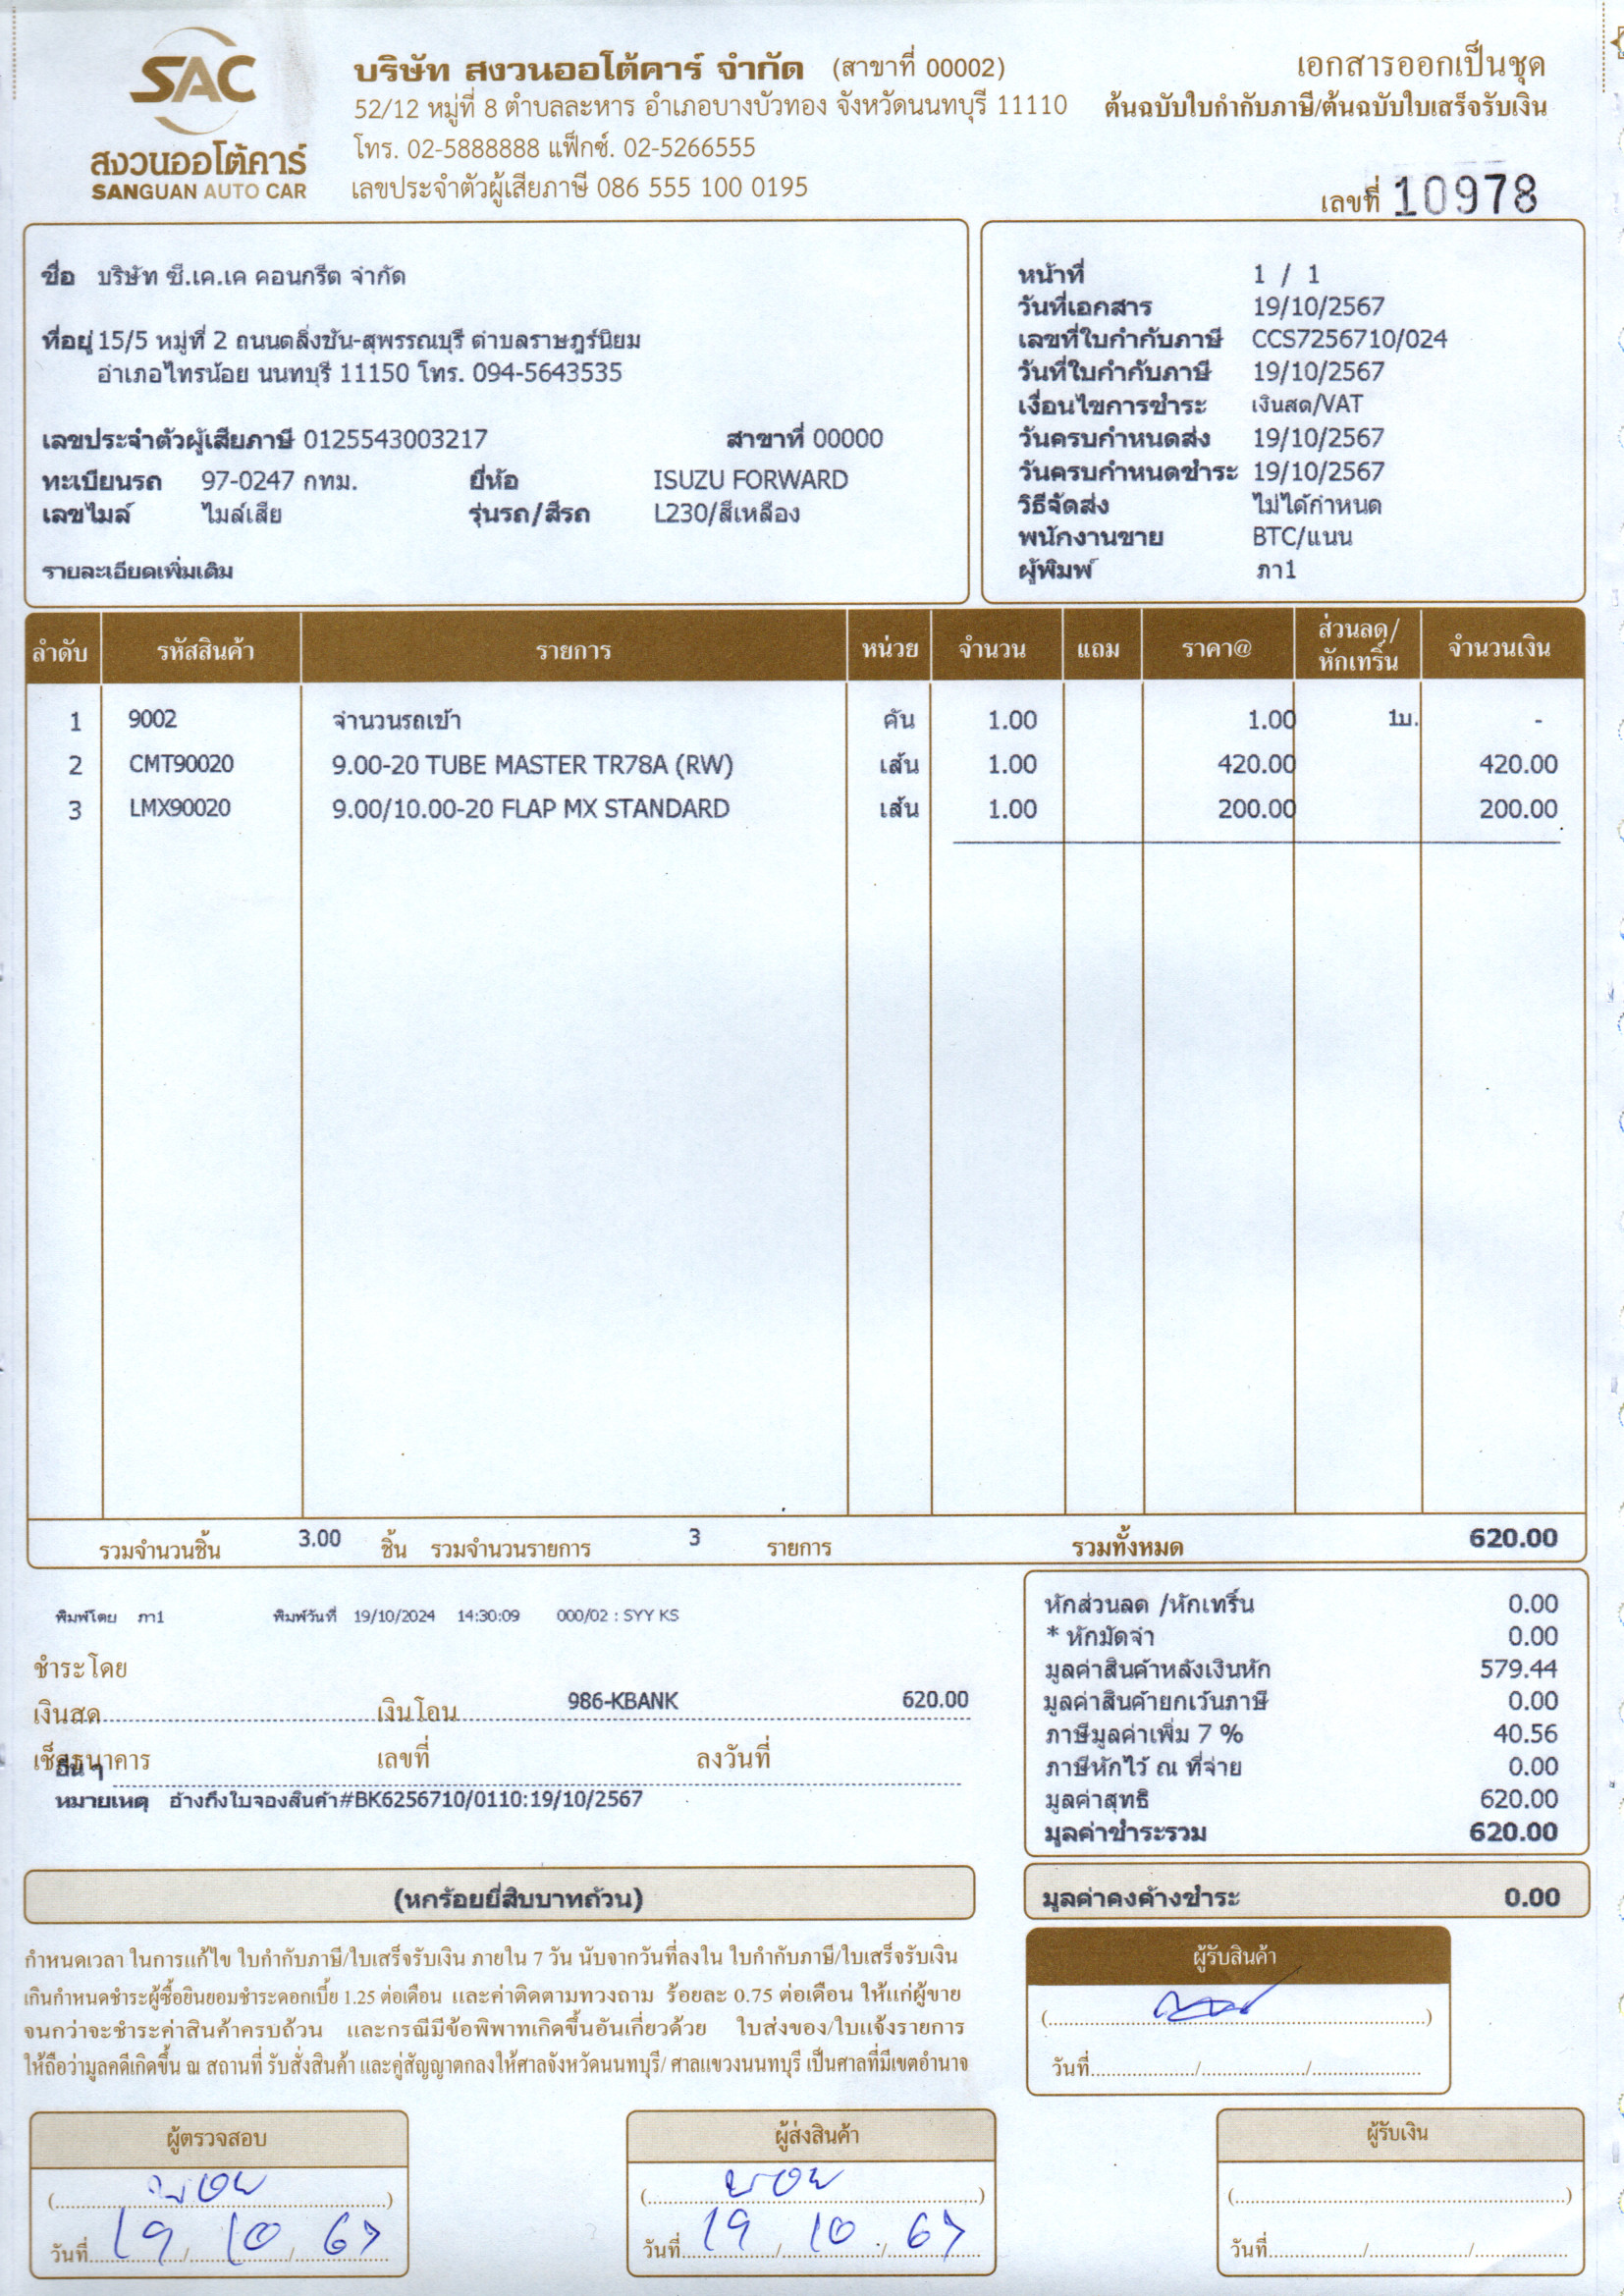 SAC
สงวนออโต้คาร์
SANGUAN AUTO CAR
บริษัท สงวนออโต้คาร์ จำกัด (สาขาที่ 00002)
52/12 หมู่ที่ 8 ตำบลละหาร อำเภอบางบัวทอง จังหวัดนนทบุรี 11110
โทร. 02-5888888 แฟ็กซ์. 02-5266555
เลขประจำตัวผู้เสียภาษี 086 555 100 0195
เอกสารออกเป็นชุด
ต้นฉบับใบกำกับภาษี/ต้นฉบับใบเสร็จรับเงิน
เลขที่ 10978
ชื่อ บริษัท ซี.เค.เค คอนกรีต จำกัด
ที่อยู่ 15/5 หมู่ที่ 2 ถนนตลิ่งชัน-สุพรรณบุรี ตำบลราษฎร์นิยม
อำเภอไทรน้อย นนทบุรี 11150 โทร. 094-5643535
เลขประจำตัวผู้เสียภาษี 0125543003217 สาขาที่ 00000
ทะเบียนรถ 97-0247 กทม. ยี่ห้อ ISUZU FORWARD
เลขไมล์ ไมล์เสีย รุ่นรถ/สีรถ L230/สีเหลือง
รายละเอียดเพิ่มเติม
หน้าที่ 1 / 1
วันที่เอกสาร 19/10/2567
เลขที่ใบกำกับภาษี CCS7256710/024
วันที่ใบกำกับภาษี 19/10/2567
เงื่อนไขการชำระ เงินสด/VAT
วันครบกำหนดส่ง 19/10/2567
วันครบกำหนดชำระ 19/10/2567
วิธีจัดส่ง ไม่ได้กำหนด
พนักงานขาย BTC/แนน
ผู้พิมพ์ ภา1
ลำดับ รหัสสินค้า รายการ หน่วย จำนวน แถม ราคา@ ส่วนลด/หักเทริ์น จำนวนเงิน
1 9002 จำนวนรถเข้า คัน 1.00 1.00 1บ. -
2 CMT90020 9.00-20 TUBE MASTER TR78A (RW) เส้น 1.00 420.00 420.00
3 LMX90020 9.00/10.00-20 FLAP MX STANDARD เส้น 1.00 200.00 200.00
รวมจำนวนชิ้น 3.00 ชิ้น รวมจำนวนรายการ 3 รายการ รวมทั้งหมด 620.00
พิมพ์โดย ภา1 พิมพ์วันที่ 19/10/2024 14:30:09 000/02 : SYY KS
ชำระโดย
เงินสด เงินโอน 986-KBANK 620.00
เช็คธนาคาร เลขที่ ลงวันที่
อื่น ๆ
หมายเหตุ อ้างถึงใบจองสินค้า#BK6256710/0110:19/10/2567
หักส่วนลด /หักเทริ์น 0.00
* หักมัดจำ 0.00
มูลค่าสินค้าหลังเงินหัก 579.44
มูลค่าสินค้ายกเว้นภาษี 0.00
ภาษีมูลค่าเพิ่ม 7 % 40.56
ภาษีหักไว้ ณ ที่จ่าย 0.00
มูลค่าสุทธิ 620.00
มูลค่าชำระรวม 620.00
(หกร้อยยี่สิบบาทถ้วน)
มูลค่าคงค้างชำระ 0.00
กำหนดเวลา ในการแก้ไข ใบกำกับภาษี/ใบเสร็จรับเงิน ภายใน 7 วัน นับจากวันที่ลงใน ใบกำกับภาษี/ใบเสร็จรับเงิน
เกินกำหนดชำระผู้ซื้อยินยอมชำระดอกเบี้ย 1.25 ต่อเดือน และค่าติดตามทวงถาม ร้อยละ 0.75 ต่อเดือน ให้แก่ผู้ขาย
จนกว่าจะชำระค่าสินค้าครบถ้วน และกรณีมีข้อพิพาทเกิดขึ้นอันเกี่ยวด้วย ใบส่งของ/ใบแจ้งรายการ
ให้ถือว่ามูลคดีเกิดขึ้น ณ สถานที่ รับสั่งสินค้า และคู่สัญญาตกลงให้ศาลจังหวัดนนทบุรี/ ศาลแขวงนนทบุรี เป็นศาลที่มีเขตอำนาจ
ผู้รับสินค้า
วันที่
ผู้ตรวจสอบ
วันที่ 19/10/67
ผู้ส่งสินค้า
วันที่ 19/10/67
ผู้รับเงิน
วันที่